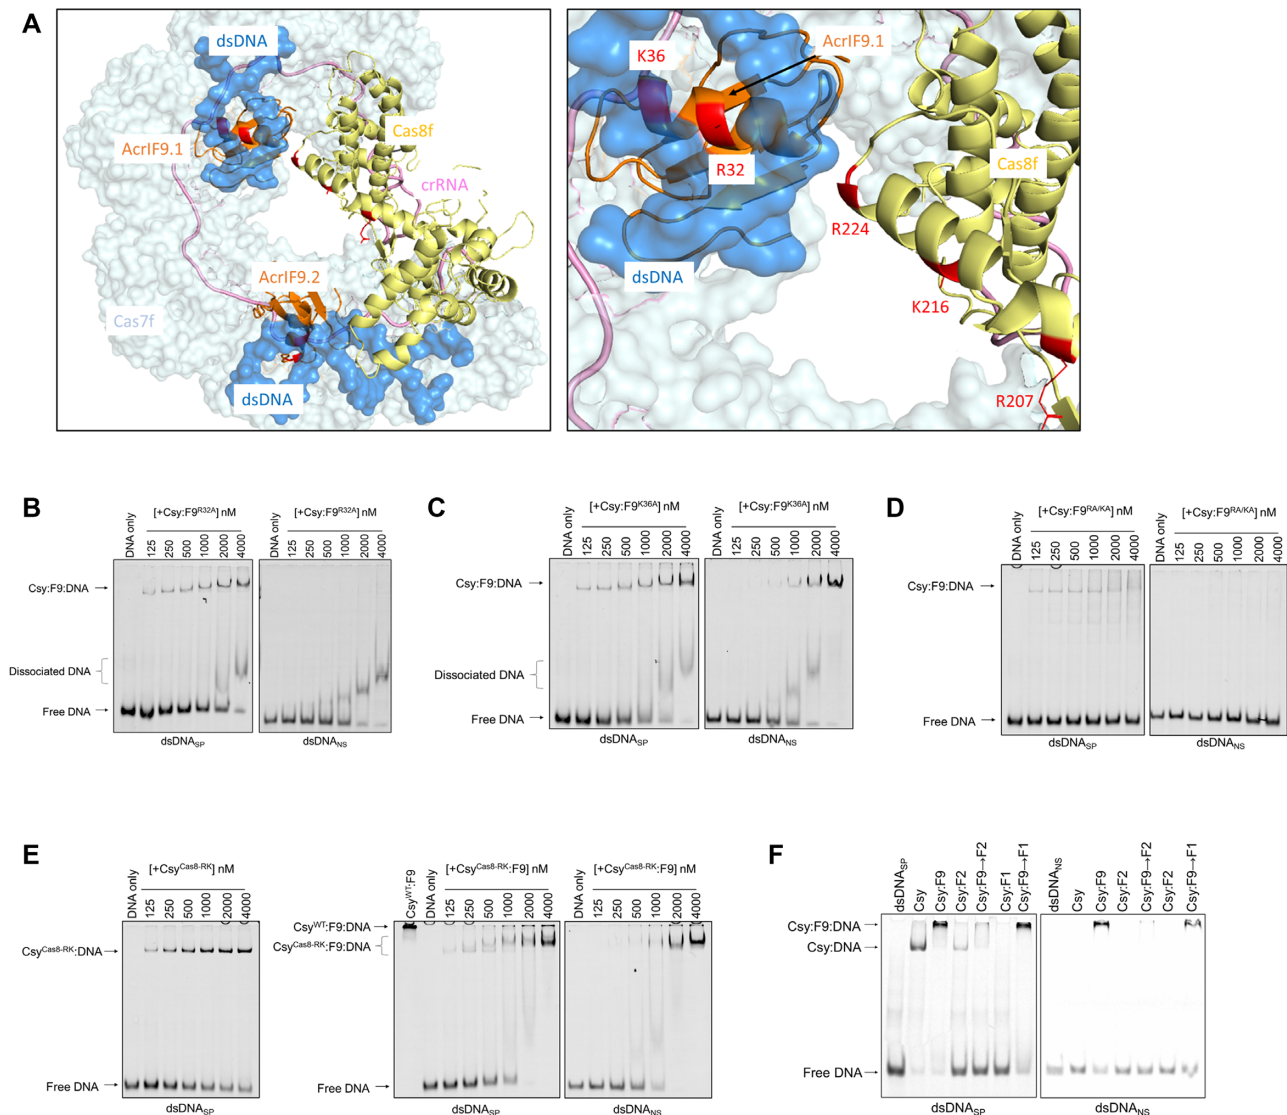 A
dsDNA
AcrIF9.1
Cas8f
crRNA
AcrIF9.2
Cas7f
dsDNA
K36
AcrIF9.1
R32
Cas8f
R224
dsDNA
K216
R207
B
DNA only
[+Csy:F9R32A] nM
125 250 500 1000 2000 4000
DNA only
[+Csy:F9R32A] nM
125 250 500 1000 2000 4000
Csy:F9:DNA
Dissociated DNA
Free DNA
dsDNASP
dsDNANS
C
DNA only
[+Csy:F9K36A] nM
125 250 500 1000 2000 4000
DNA only
[+Csy:F9K36A] nM
125 250 500 1000 2000 4000
Csy:F9:DNA
Dissociated DNA
Free DNA
dsDNASP
dsDNANS
D
DNA only
[+Csy:F9RA/KA] nM
125 250 500 1000 2000 4000
DNA only
[+Csy:F9RA/KA] nM
125 250 500 1000 2000 4000
Csy:F9:DNA
Free DNA
dsDNASP
dsDNANS
E
DNA only
[+CsyCas8-RK] nM
125 250 500 1000 2000 4000
CsyCas8-RK:DNA
Free DNA
dsDNASP
CsyWT:F9
DNA only
[+CsyCas8-RK:F9] nM
125 250 500 1000 2000 4000
DNA only
[+CsyCas8-RK:F9] nM
125 250 500 1000 2000 4000
CsyWT:F9:DNA
CsyCas8-RK:F9:DNA
Free DNA
dsDNASP
dsDNANS
F
dsDNASP
Csy
Csy:F9
Csy:F2
Csy:F9→F2
Csy:F1
Csy:F9→F1
dsDNANS
Csy
Csy:F9
Csy:F2
Csy:F9→F2
Csy:F2
Csy:F9→F1
Csy:F9:DNA
Csy:DNA
Free DNA
dsDNASP
dsDNANS